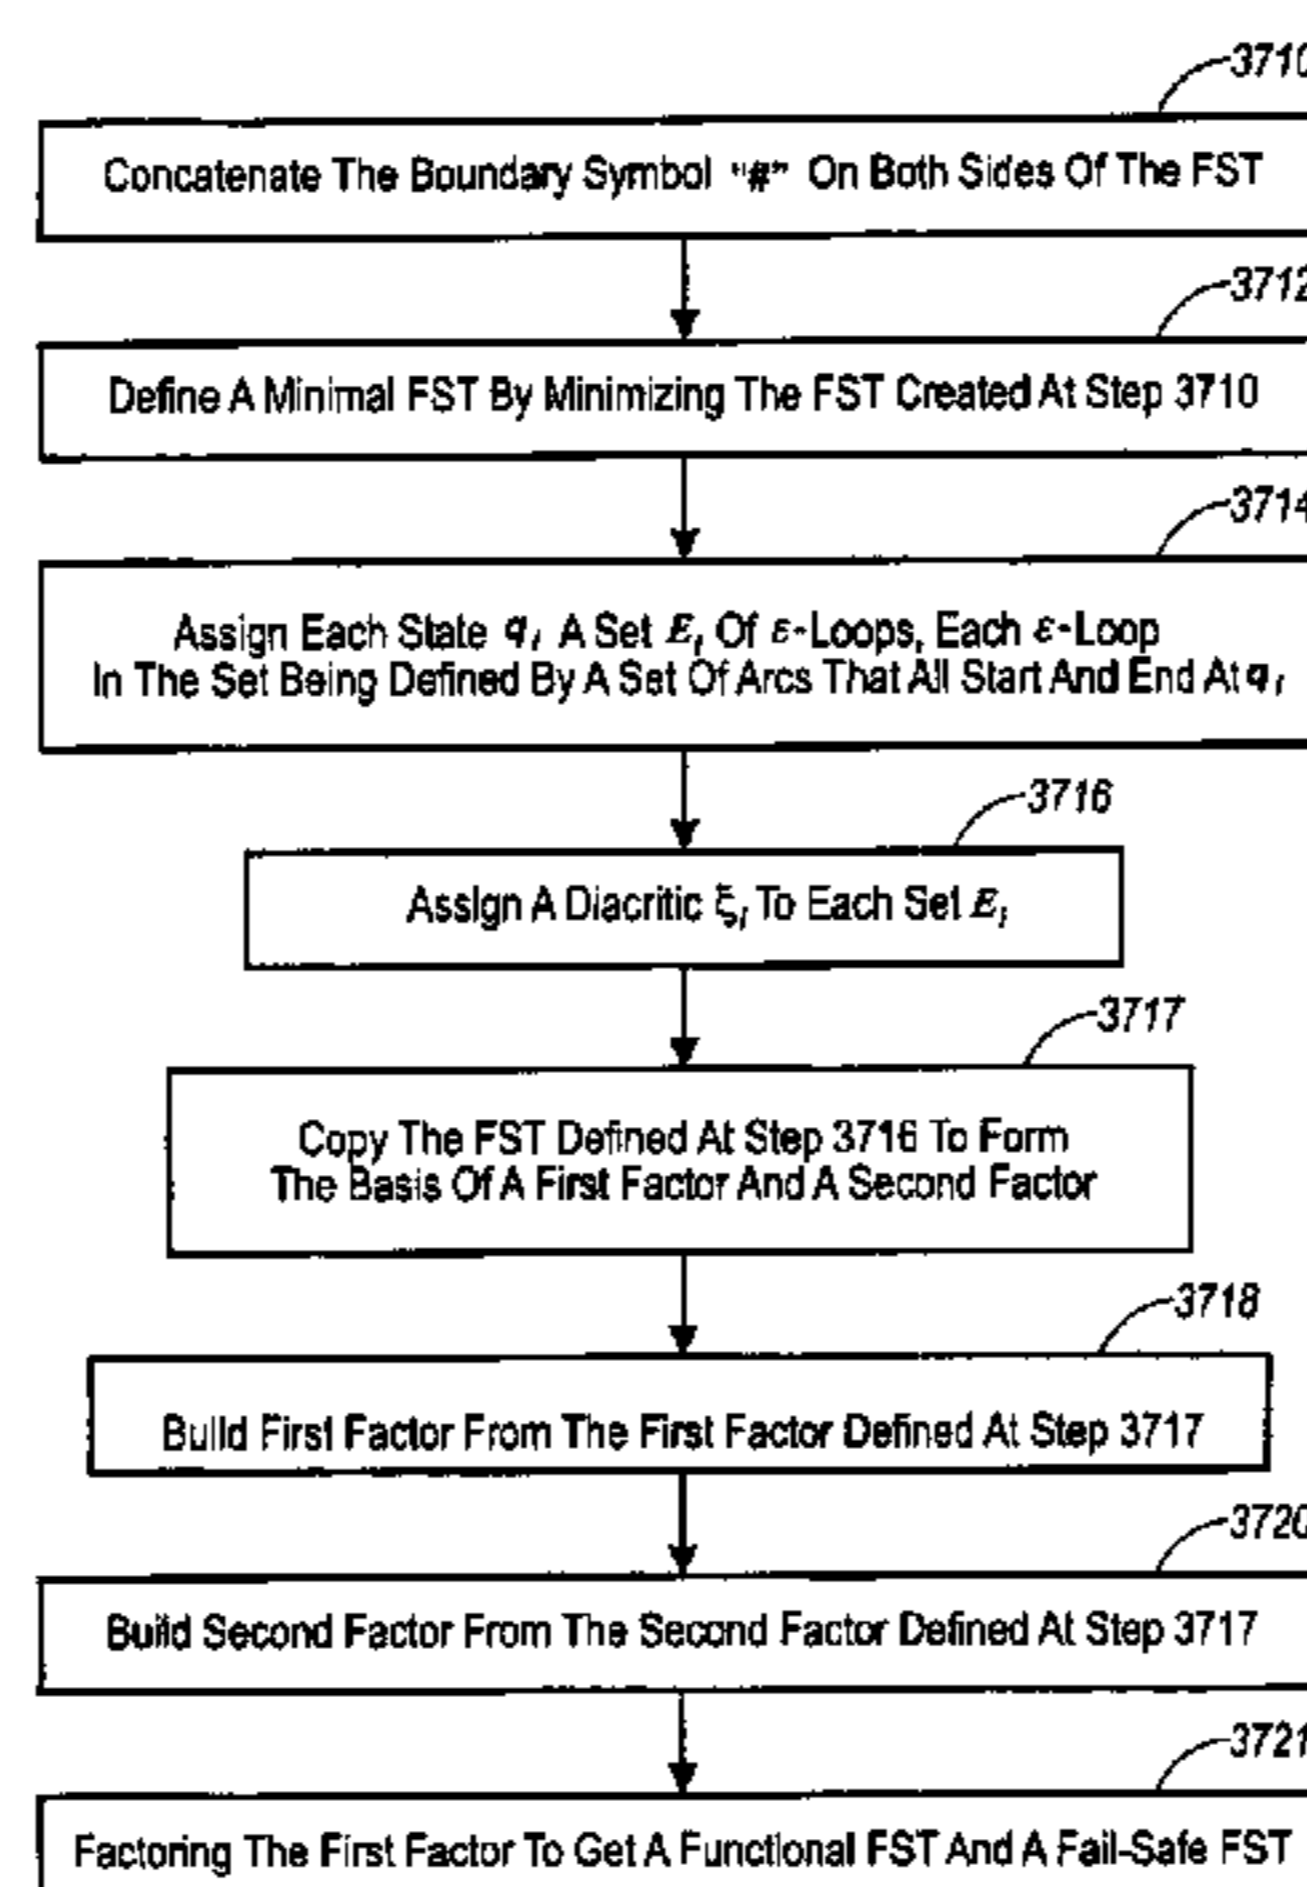 3710
Concatenate The Boundary Symbol "#" On Both Sides Of The FST
3712
Define A Minimal FST By Minimizing The FST Created At Step 3710
3714
Assign Each State qi A Set Ei Of ε-Loops, Each ε-Loop
In The Set Being Defined By A Set Of Arcs That All Start And End At qi
3716
Assign A Diacritic ξi To Each Set Ei
3717
Copy The FST Defined At Step 3716 To Form
The Basis Of A First Factor And A Second Factor
3718
Build First Factor From The First Factor Defined At Step 3717
3720
Build Second Factor From The Second Factor Defined At Step 3717
3721
Factoring The First Factor To Get A Functional FST And A Fail-Safe FST